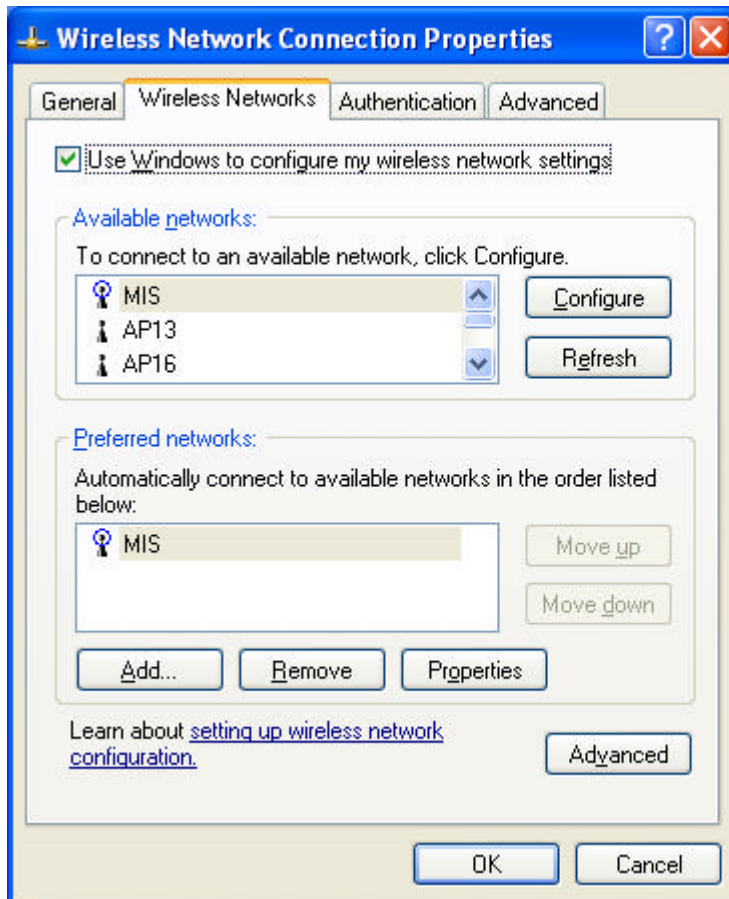 Wireless Network Connection Properties
General Wireless Networks Authentication Advanced
Use Windows to configure my wireless network settings
Available networks:
To connect to an available network, click Configure.
MIS
AP13
AP16
Configure
Refresh
Preferred networks:
Automatically connect to available networks in the order listed
below:
MIS
Move up
Move down
Add... Remove Properties
Learn about setting up wireless network
configuration.
Advanced
OK Cancel